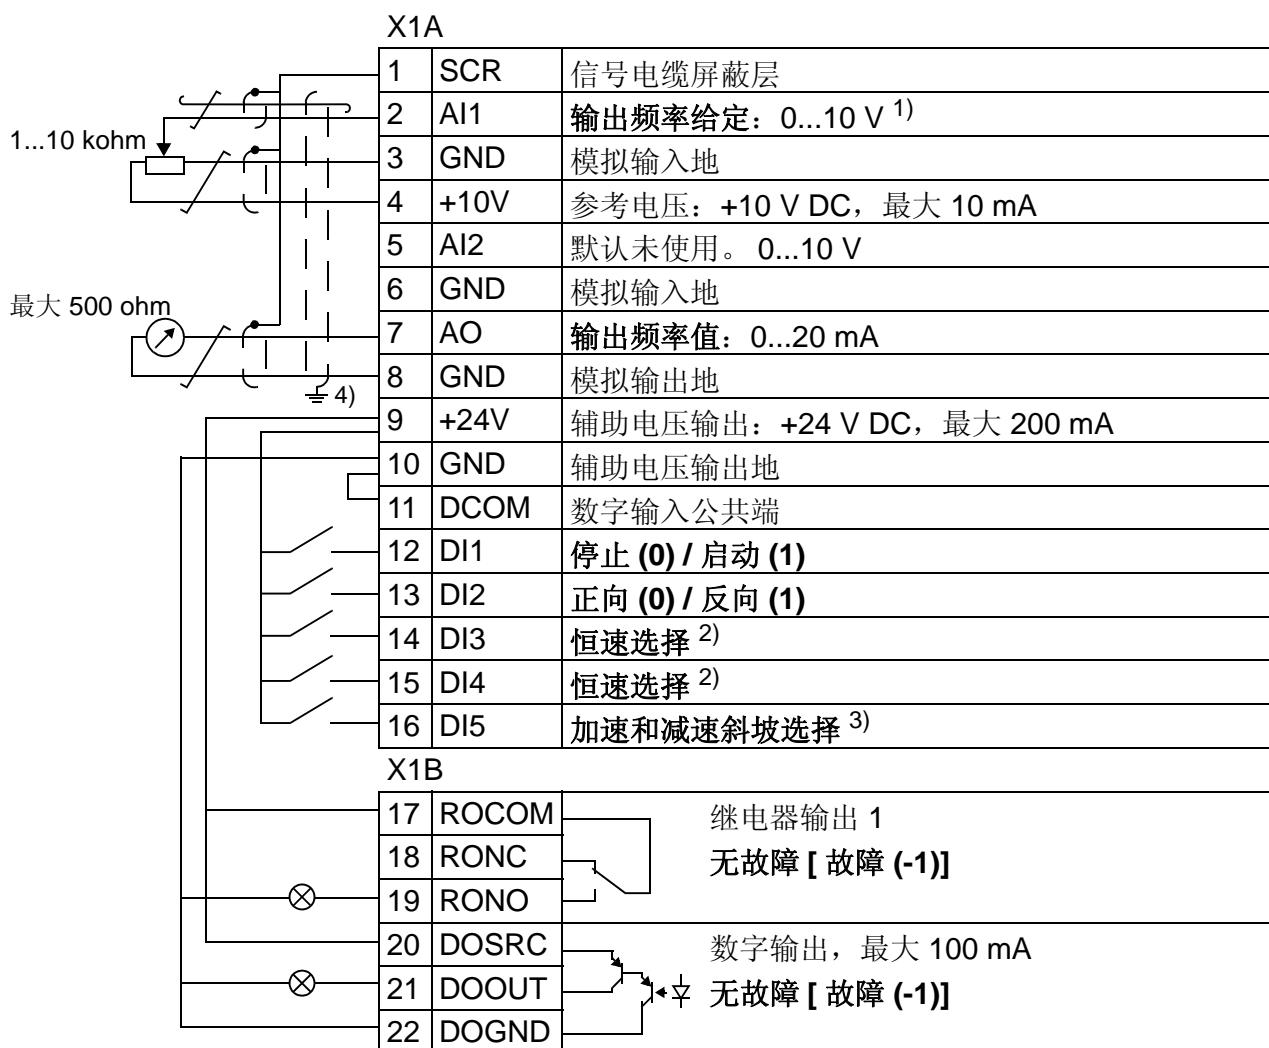 X1A
1 SCR 信号电缆屏蔽层
2 AI1 输出频率给定：0...10 V 1)
1...10 kohm
3 GND 模拟输入地
4 +10V 参考电压：+10 V DC，最大 10 mA
5 AI2 默认未使用。 0...10 V
6 GND 模拟输入地
最大 500 ohm
7 AO 输出频率值：0...20 mA
8 GND 模拟输出地
4)
9 +24V 辅助电压输出：+24 V DC，最大 200 mA
10 GND 辅助电压输出地
11 DCOM 数字输入公共端
12 DI1 停止 (0) / 启动 (1)
13 DI2 正向 (0) / 反向 (1)
14 DI3 恒速选择 2)
15 DI4 恒速选择 2)
16 DI5 加速和减速斜坡选择 3)
X1B
17 ROCOM 继电器输出 1
18 RONC 无故障 [ 故障 (-1)]
19 RONO
20 DOSRC 数字输出，最大 100 mA
21 DOOUT 无故障 [ 故障 (-1)]
22 DOGND